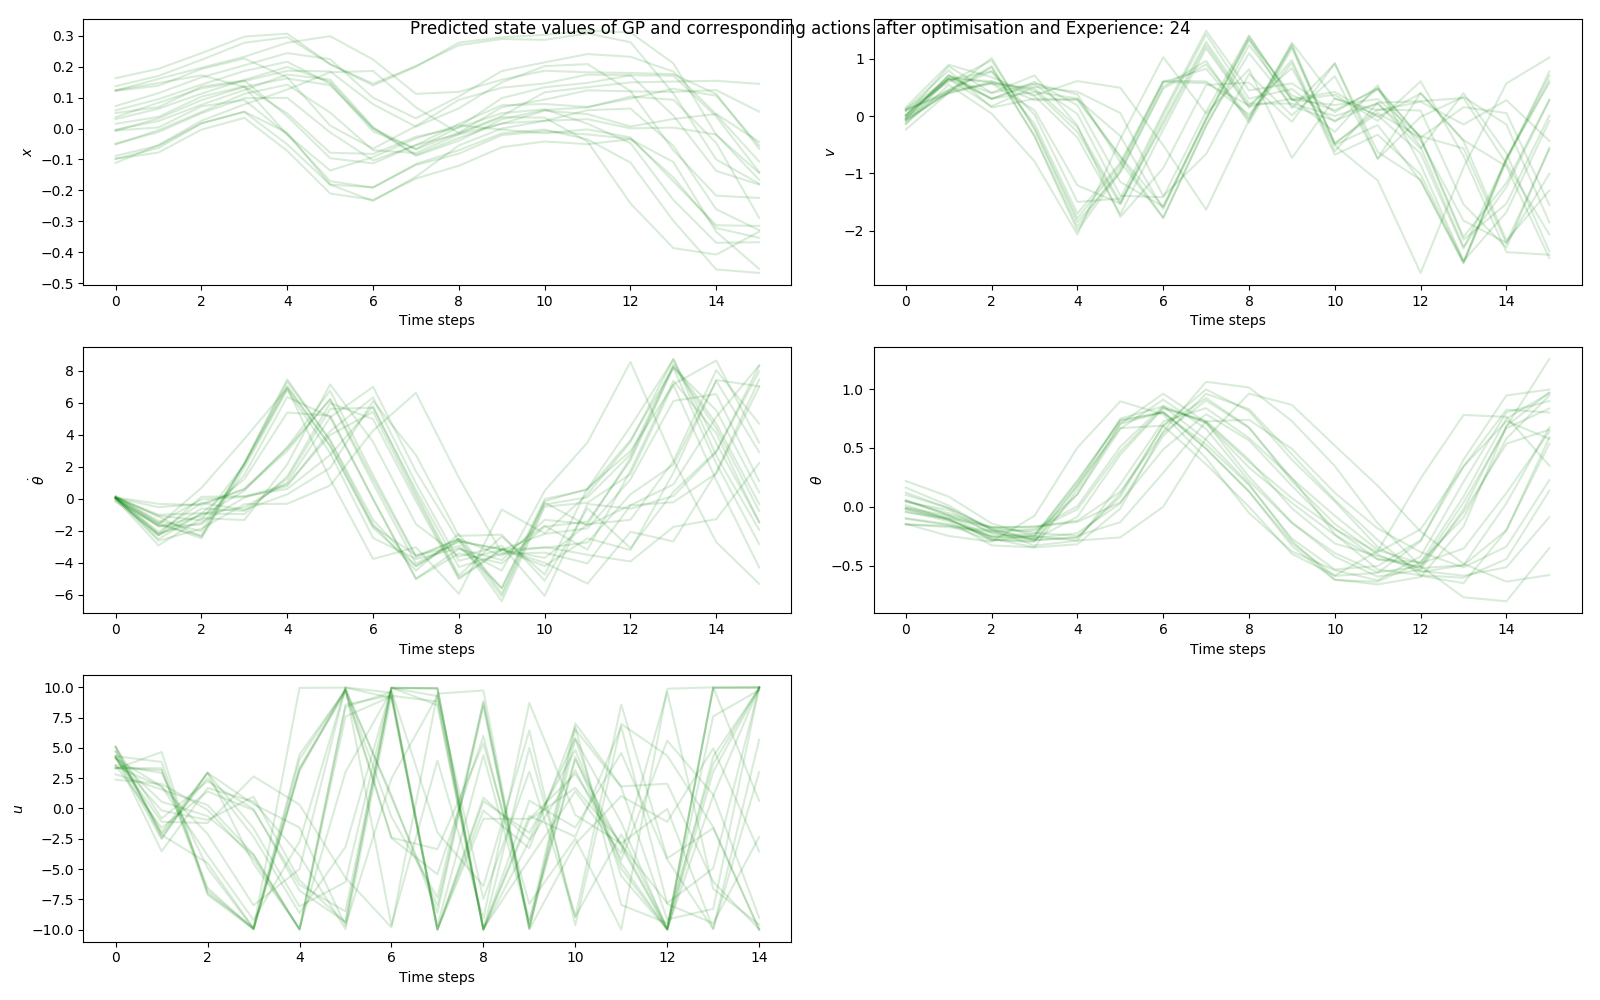 Predicted state values of GP and corresponding actions after optimisation and Experience: 24
0.3
0.2
0.1
0.0
−0.1
−0.2
−0.3
−0.4
−0.5
x
0 2 4 6 8 10 12 14
Time steps
1
0
−1
−2
v
0 2 4 6 8 10 12 14
Time steps
8
6
4
2
0
−2
−4
−6
θ̇
0 2 4 6 8 10 12 14
Time steps
1.0
0.5
0.0
−0.5
θ
0 2 4 6 8 10 12 14
Time steps
10.0
7.5
5.0
2.5
0.0
−2.5
−5.0
−7.5
−10.0
u
0 2 4 6 8 10 12 14
Time steps